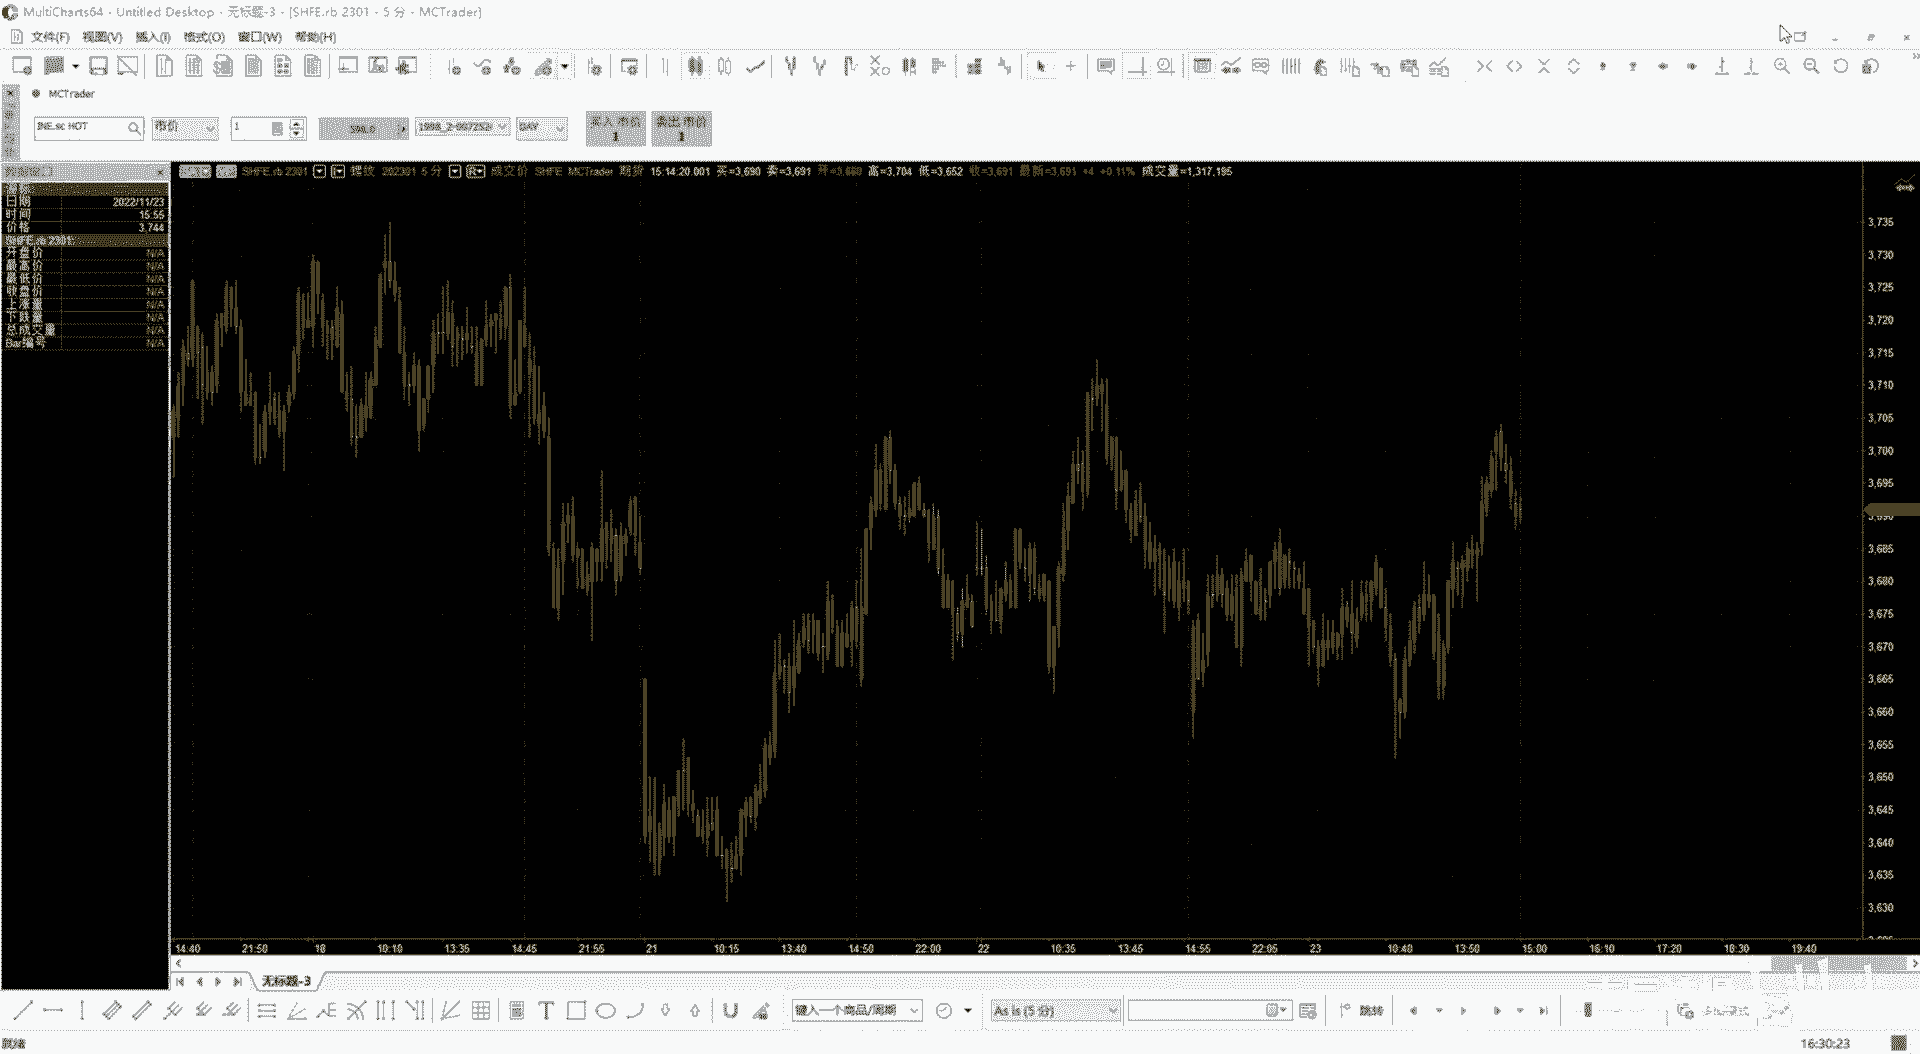 MultiCharts64 - Untitled Desktop - 无标题-3 - [SHFE.rb 2301 - 5 分 - MCTrader]
文件(F) 视图(V) 插入(I) 格式(O) 窗口(W) 帮助(H)
MCTrader
INE.sc HOT 市价 1 DAY 买入 市价 1 卖出 市价 1
SHFE.rb 2301 螺纹 202301 5 分 成交价 SHFE MCTrader 期货 15:14:20.001 买=3,690 卖=3,691 高=3,704 低=3,652 收=3,691 最新=3,691 +4 +0.11% 成交量=1,317,195
日期 2022/11/23
时间 15:55
价格 3,744
SHFE.rb 2301:
开盘价 N/A
最高价 N/A
最低价 N/A
收盘价 N/A
上涨量 N/A
下跌量 N/A
总成交量 N/A
Bar编号 N/A
3,735
3,730
3,725
3,720
3,715
3,710
3,705
3,700
3,695
3,690
3,685
3,680
3,675
3,670
3,665
3,660
3,655
3,650
3,645
3,640
3,635
3,630
14:40 21:50 18 10:10 13:35 14:45 21:55 21 10:15 13:40 14:50 22:00 22 10:35 13:45 14:55 22:05 23 10:40 13:50 15:00 16:10 17:20 18:30 19:40
无标题-3
键入一个商品/周期 As is (5 分) 跳转
就绪 16:30:23